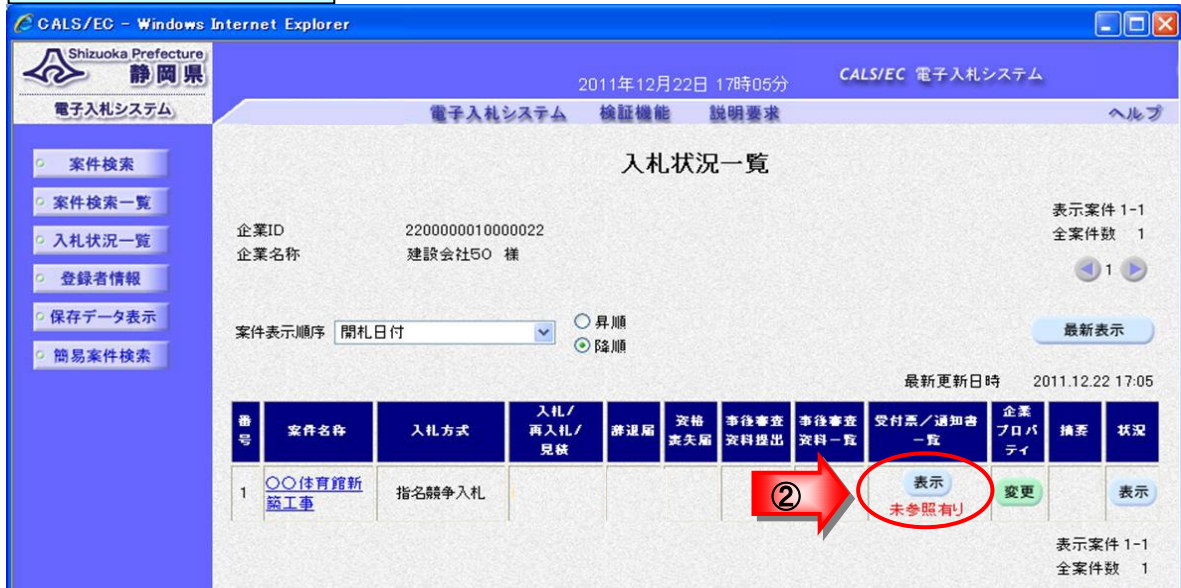 CALS/EC - Windows Internet Explorer
Shizuoka Prefecture
静岡県
電子入札システム
2011年12月22日 17時05分
CALS/EC 電子入札システム
電子入札システム 検証機能 説明要求 ヘルプ
案件検索
案件検索一覧
入札状況一覧
登録者情報
保存データ表示
簡易案件検索
入札状況一覧
表示案件 1-1
全案件数 1
1
企業ID 2200000010000022
企業名称 建設会社50 様
案件表示順序 開札日付
昇順
降順
最新表示
最新更新日時 2011.12.22 17:05
番号 案件名称 入札方式 入札/再入札/見積 辞退届 資格喪失届 事後審査資料提出 事後審査資料一覧 受付票/通知書一覧 企業プロパティ 摘要 状況
1 〇〇体育館新築工事 指名競争入札 表示 未参照有り 変更 表示
②
表示案件 1-1
全案件数 1